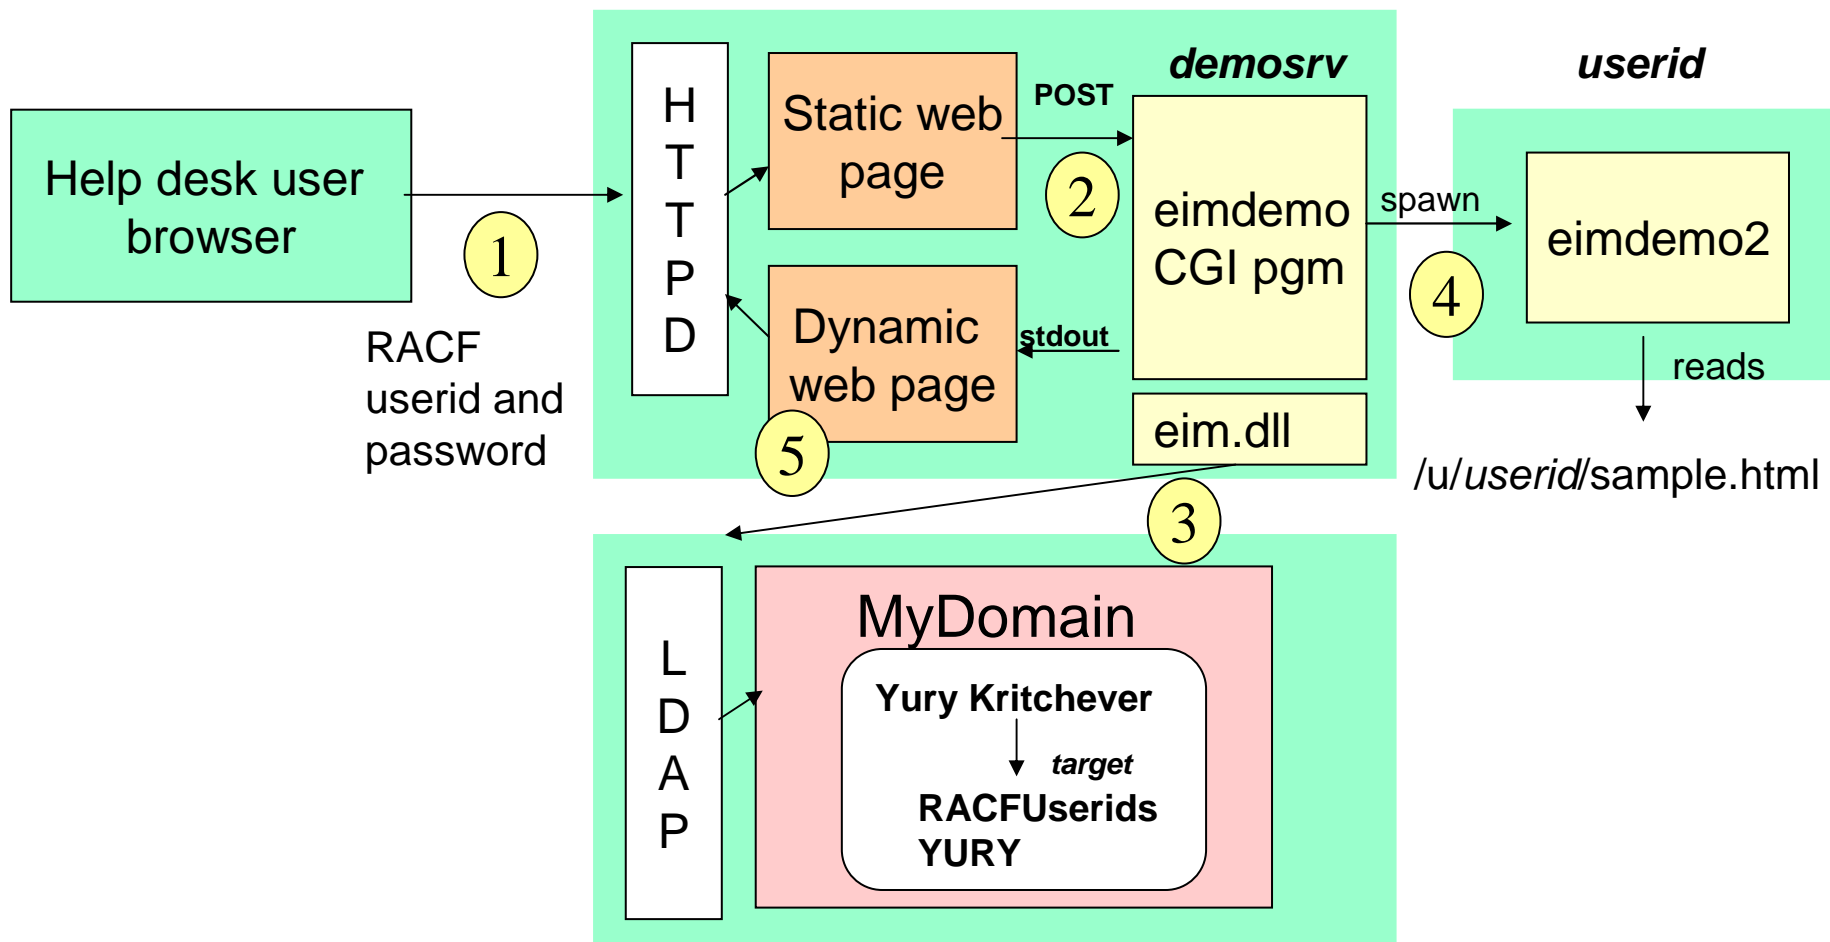 Help desk user
browser
1
RACF
userid and
password
H
T
T
P
D
Static web
page
POST
2
demosrv
eimdemo
CGI pgm
stdout
Dynamic
web page
5
eim.dll
3
spawn
4
userid
eimdemo2
reads
/u/userid/sample.html
L
D
A
P
MyDomain
Yury Kritchever
target
RACFUserids
YURY